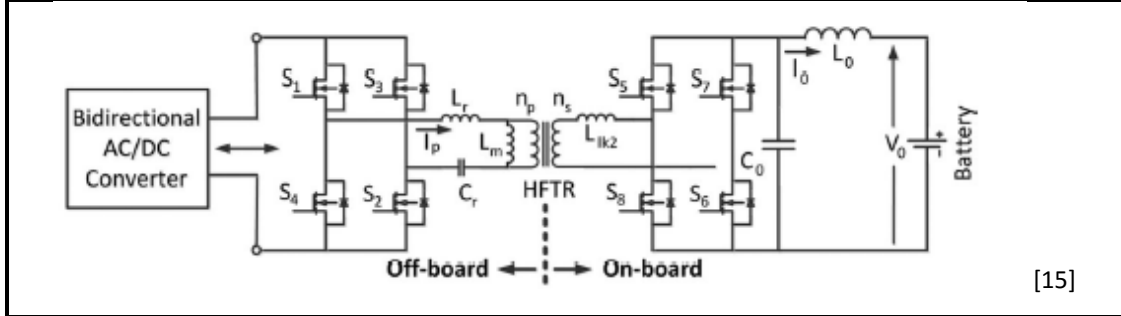 Bidirectional
AC/DC
Converter
S1
S3
S4
S2
Lr
Ip
Lm
Cr
np
ns
HFTR
Llk2
S5
S7
S8
S6
C0
I0
L0
V0
+
-
Battery
Off-board
On-board
[15]